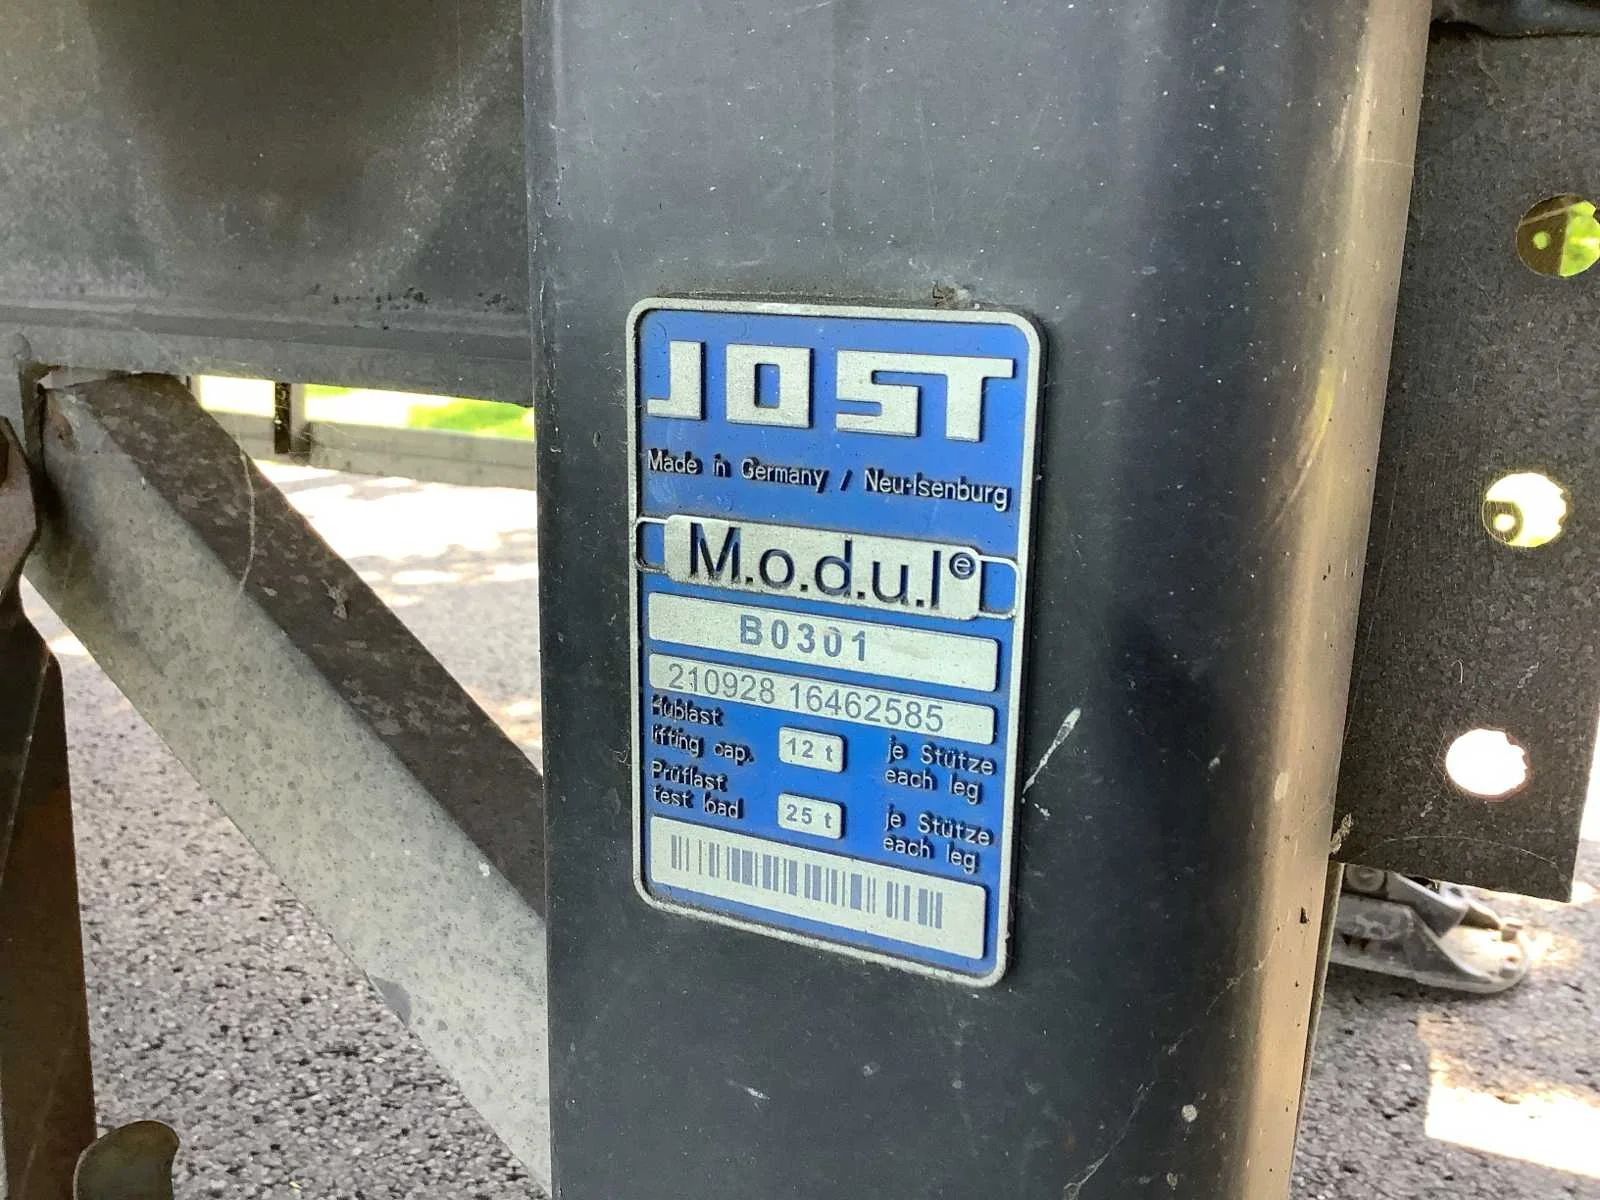 JOST
Made in Germany / Neu-Isenburg
M.o.d.u.l ⓔ
B0301
210928 16462585
Hublast
lifting cap. 12 t je Stütze each leg
Prüflast
test load 25 t je Stütze each leg